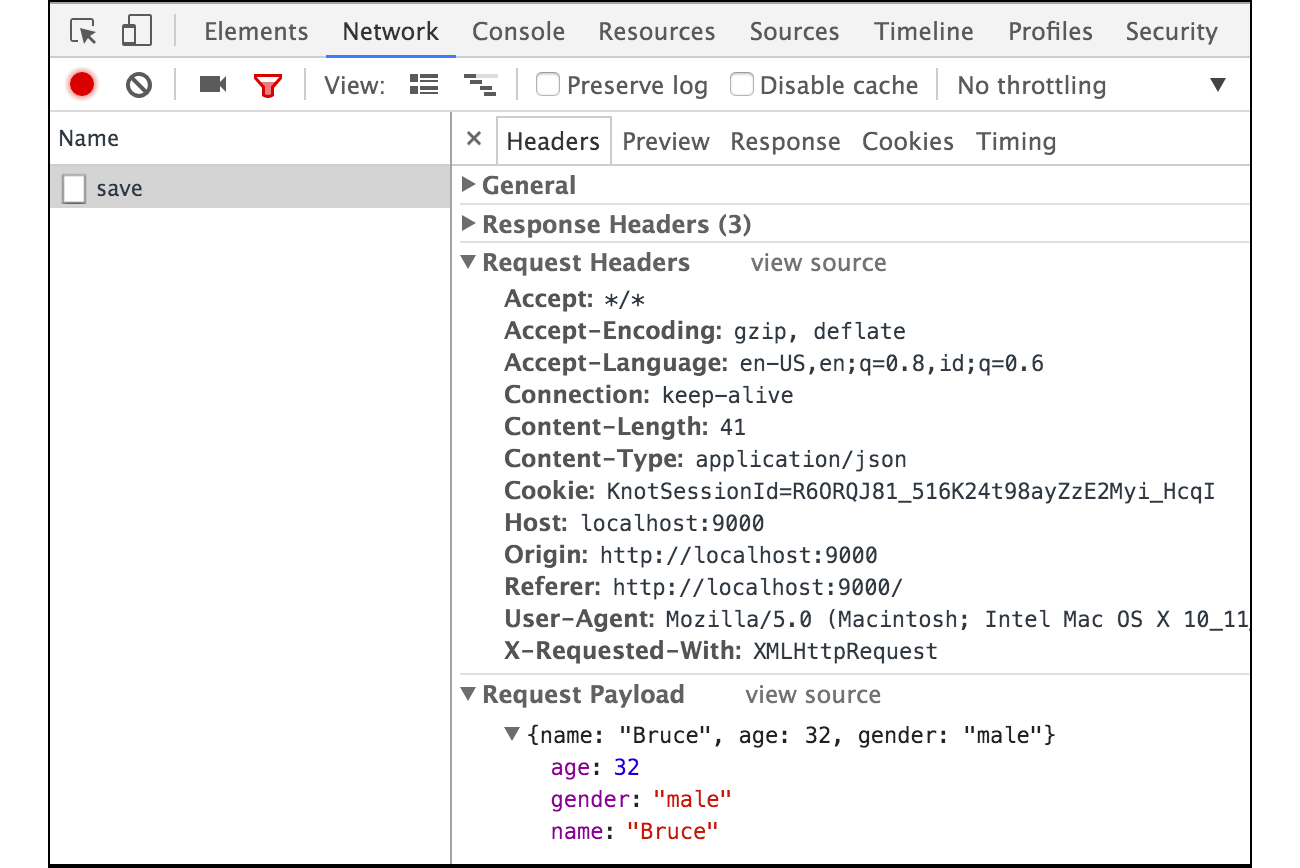 Elements Network Console Resources Sources Timeline Profiles Security
View: Preserve log Disable cache No throttling
Name
× Headers Preview Response Cookies Timing
save
General
Response Headers (3)
Request Headers view source
Accept: */*
Accept-Encoding: gzip, deflate
Accept-Language: en-US,en;q=0.8,id;q=0.6
Connection: keep-alive
Content-Length: 41
Content-Type: application/json
Cookie: KnotSessionId=R6ORQJ81_516K24t98ayZzE2Myi_HcqI
Host: localhost:9000
Origin: http://localhost:9000
Referer: http://localhost:9000/
User-Agent: Mozilla/5.0 (Macintosh; Intel Mac OS X 10_11_
X-Requested-With: XMLHttpRequest
Request Payload view source
{name: "Bruce", age: 32, gender: "male"}
age: 32
gender: "male"
name: "Bruce"